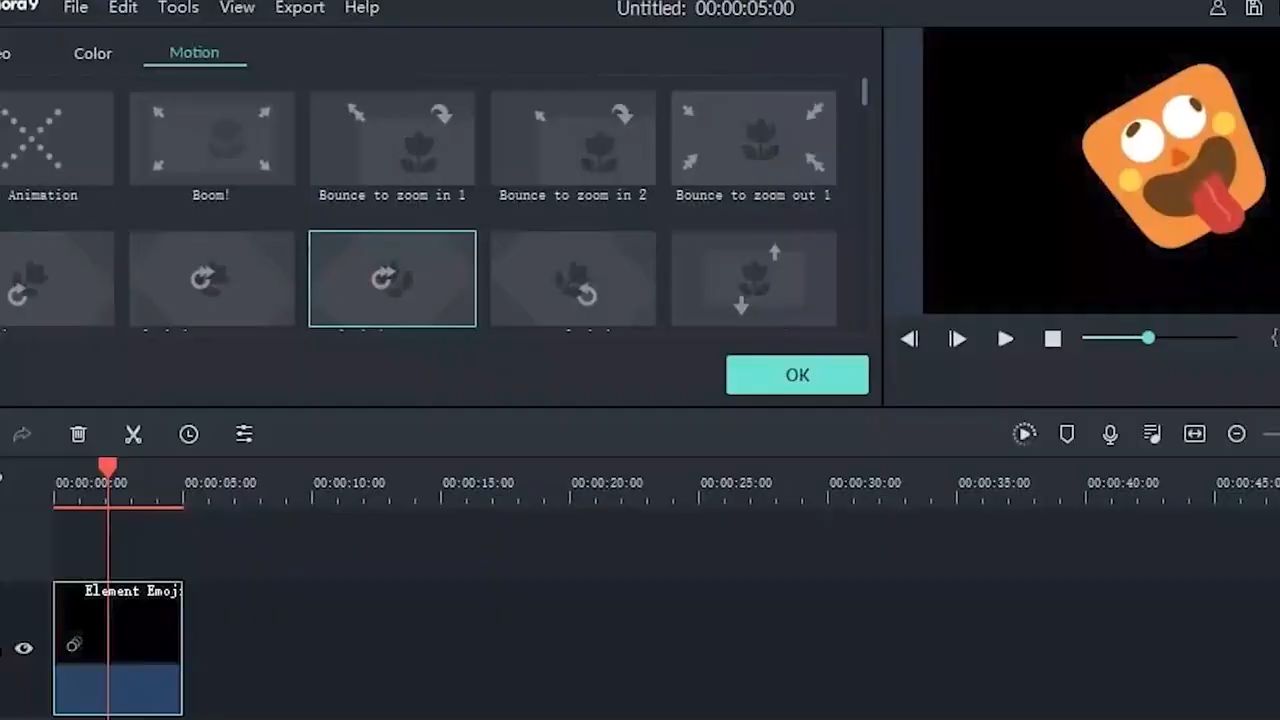 File Edit Tools View Export Help
Untitled: 00:00:05:00
Color Motion
Animation
Boom!
Bounce to zoom in 1
Bounce to zoom in 2
Bounce to zoom out 1
OK
00:00:00:00 00:00:05:00 00:00:10:00 00:00:15:00 00:00:20:00 00:00:25:00 00:00:30:00 00:00:35:00 00:00:40:00 00:00:45:0
Element Emoj